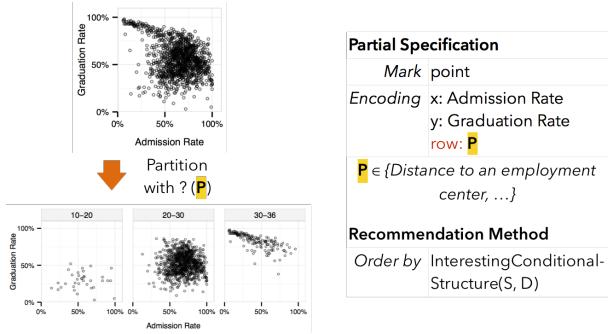 100%
50%
0%
Graduation Rate
0%
50%
100%
Admission Rate
Partition
with ? (P)
10–20
20–30
30–36
100%
50%
0%
Graduation Rate
0% 50% 100% 0% 50% 100% 0% 50% 100%
Admission Rate
Partial Specification
Mark point
Encoding x: Admission Rate
y: Graduation Rate
row: P
P ∈ {Distance to an employment
center, ...}
Recommendation Method
Order by InterestingConditional-
Structure(S, D)